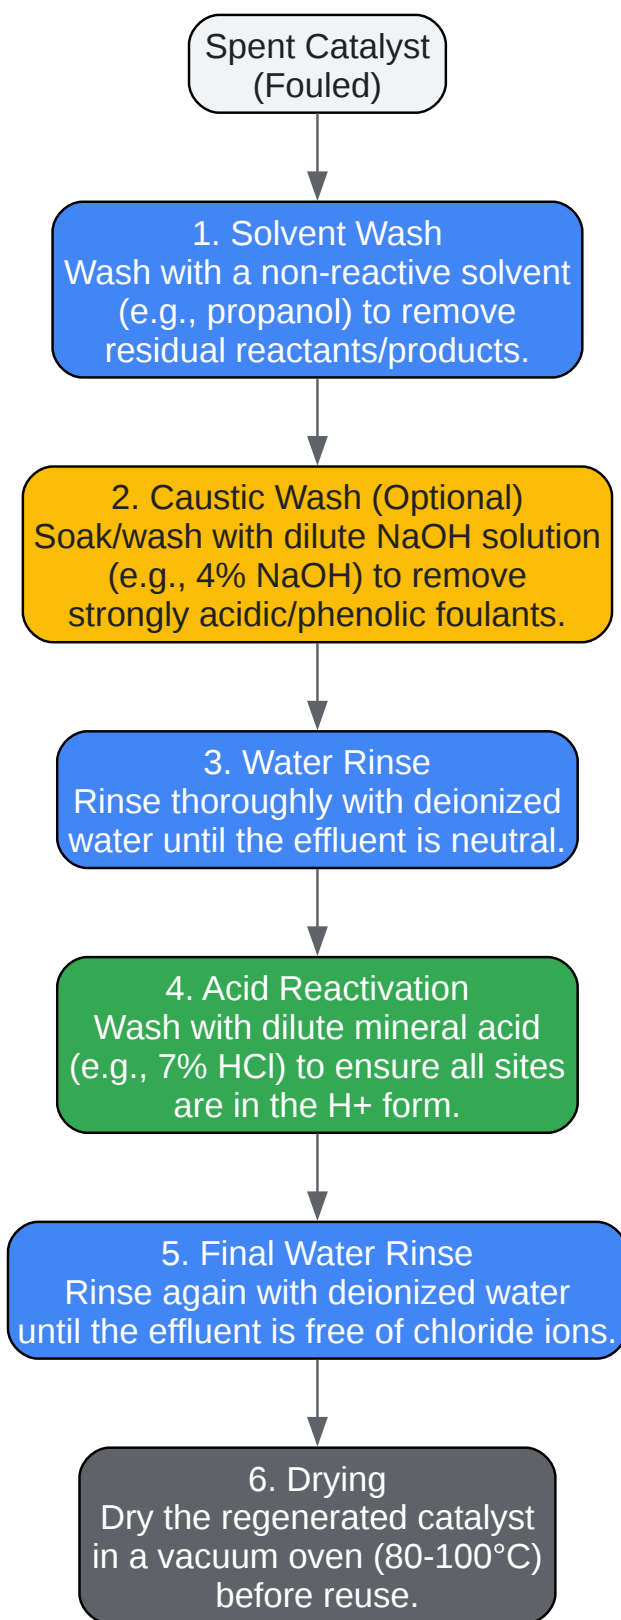 Spent Catalyst
(Fouled)
1. Solvent Wash
Wash with a non-reactive solvent
(e.g., propanol) to remove
residual reactants/products.
2. Caustic Wash (Optional)
Soak/wash with dilute NaOH solution
(e.g., 4% NaOH) to remove
strongly acidic/phenolic foulants.
3. Water Rinse
Rinse thoroughly with deionized
water until the effluent is neutral.
4. Acid Reactivation
Wash with dilute mineral acid
(e.g., 7% HCl) to ensure all sites
are in the H+ form.
5. Final Water Rinse
Rinse again with deionized water
until the effluent is free of chloride ions.
6. Drying
Dry the regenerated catalyst
in a vacuum oven (80-100°C)
before reuse.